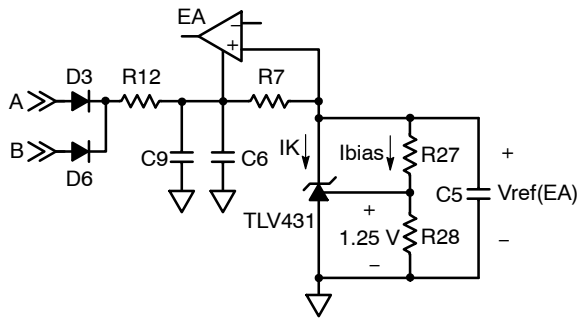 EA
−
+
D3
R12
R7
A
B
D6
C9
C6
IK
Ibias
R27
+
C5
Vref(EA)
−
TLV431
+
1.25 V
−
R28